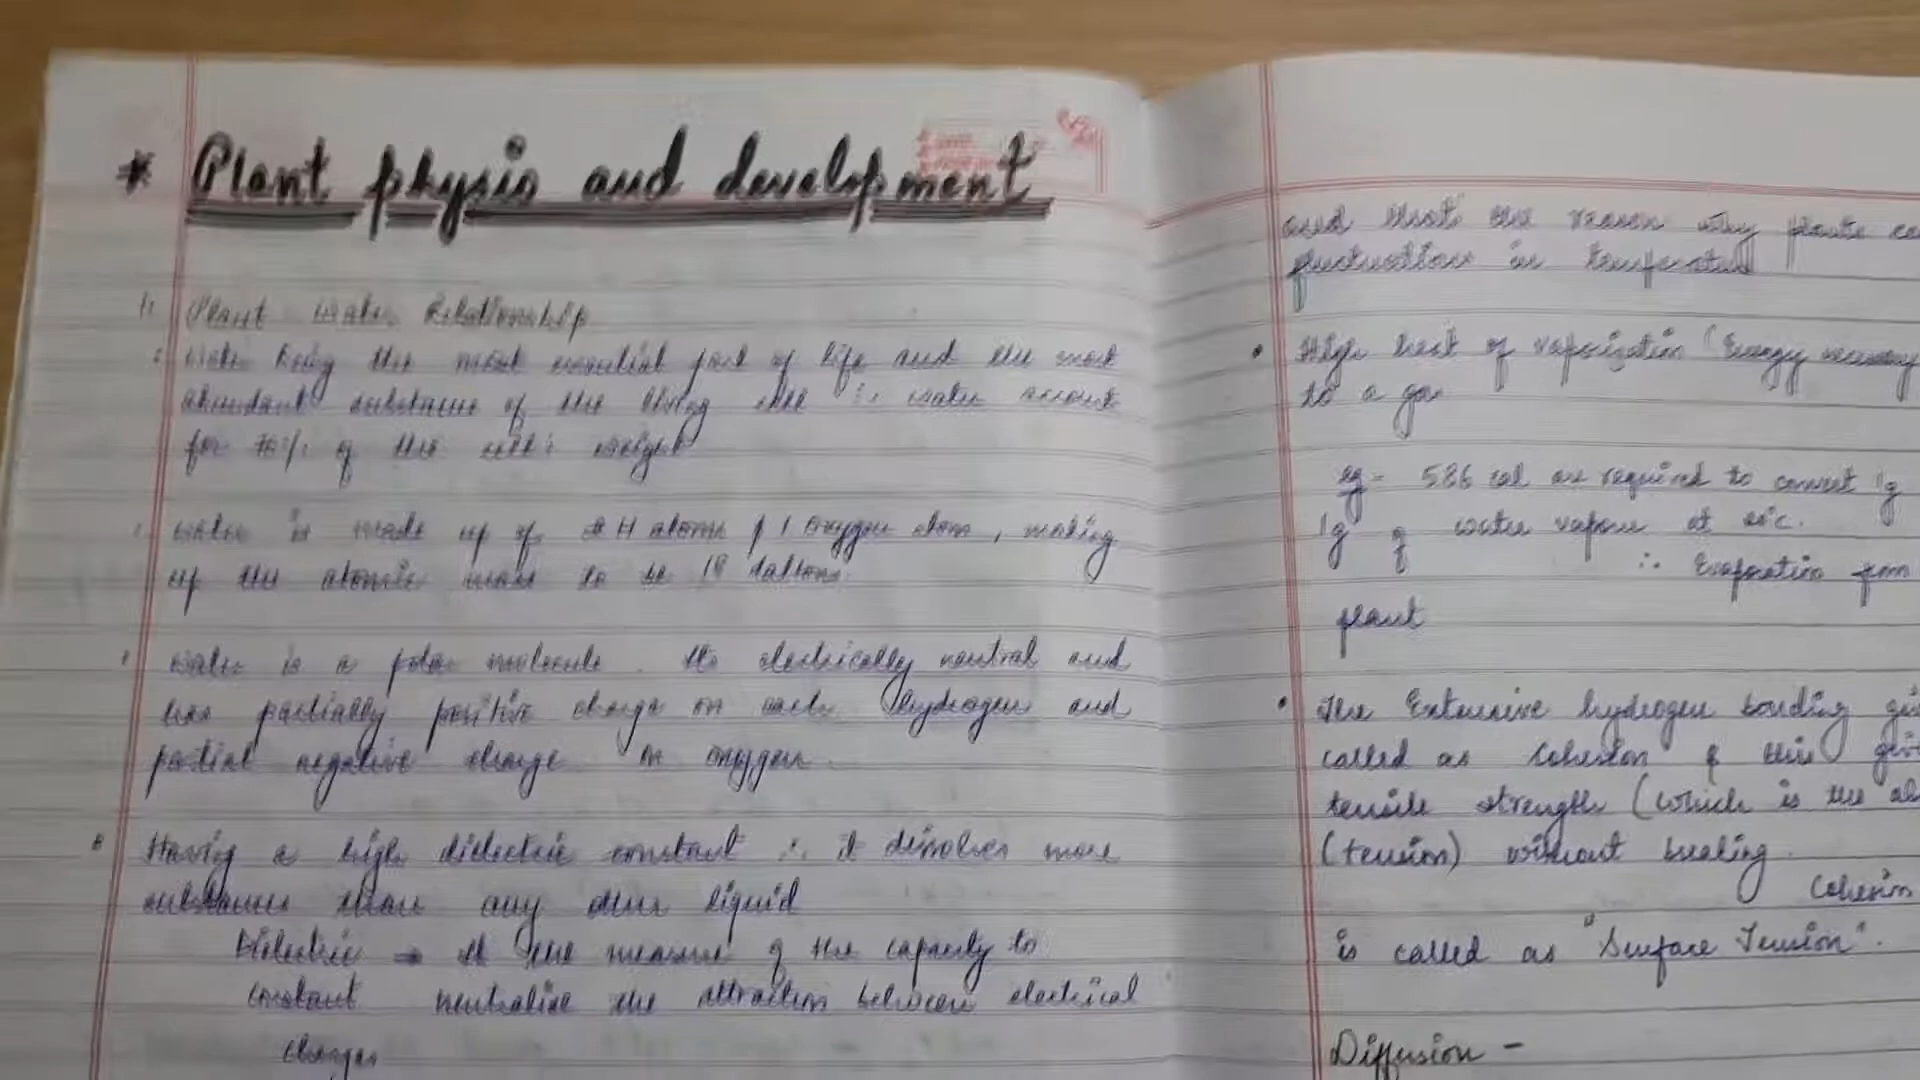 * Plant physio and development
1. Plant Water Relationship
Water being the most essential part of life and the most
abundant substance of the living cell ∴ water account
for 70% of the cell's weight
Water is made up of 2 H atoms & 1 oxygen atom, making
up the atomic mass to be 18 daltons.
Water is a polar molecule. Its electrically neutral and
has partially positive charge on each hydrogen and
partial negative charge on oxygen.
Having a high dielectric constant ∴ it dissolves more
substances than any other liquid
Dielectric → It the measure of the capacity to
constant neutralise the attraction between electrical
charges
and that the reason why plants
fluctuations in temperature
• High heat of vaporization (Energy necessary
to a gas
eg - 586 cal are required to convert 1g
1g of water vapour at
∴ Evaporation from
plant
• The Extensive hydrogen bonding
called as Cohesion & this
tensile strength (which is the
(tension) without breaking.
Cohesion
is called as "Surface Tension".
Diffusion -